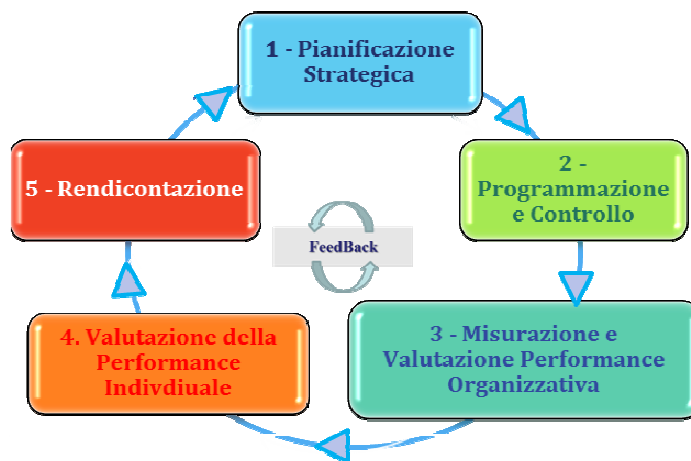 1 - Pianificazione
Strategica
2 -
Programmazione
e Controllo
3 - Misurazione e
Valutazione Performance
Organizzativa
4. Valutazione della
Performance
Indivdiuale
5 - Rendicontazione
FeedBack